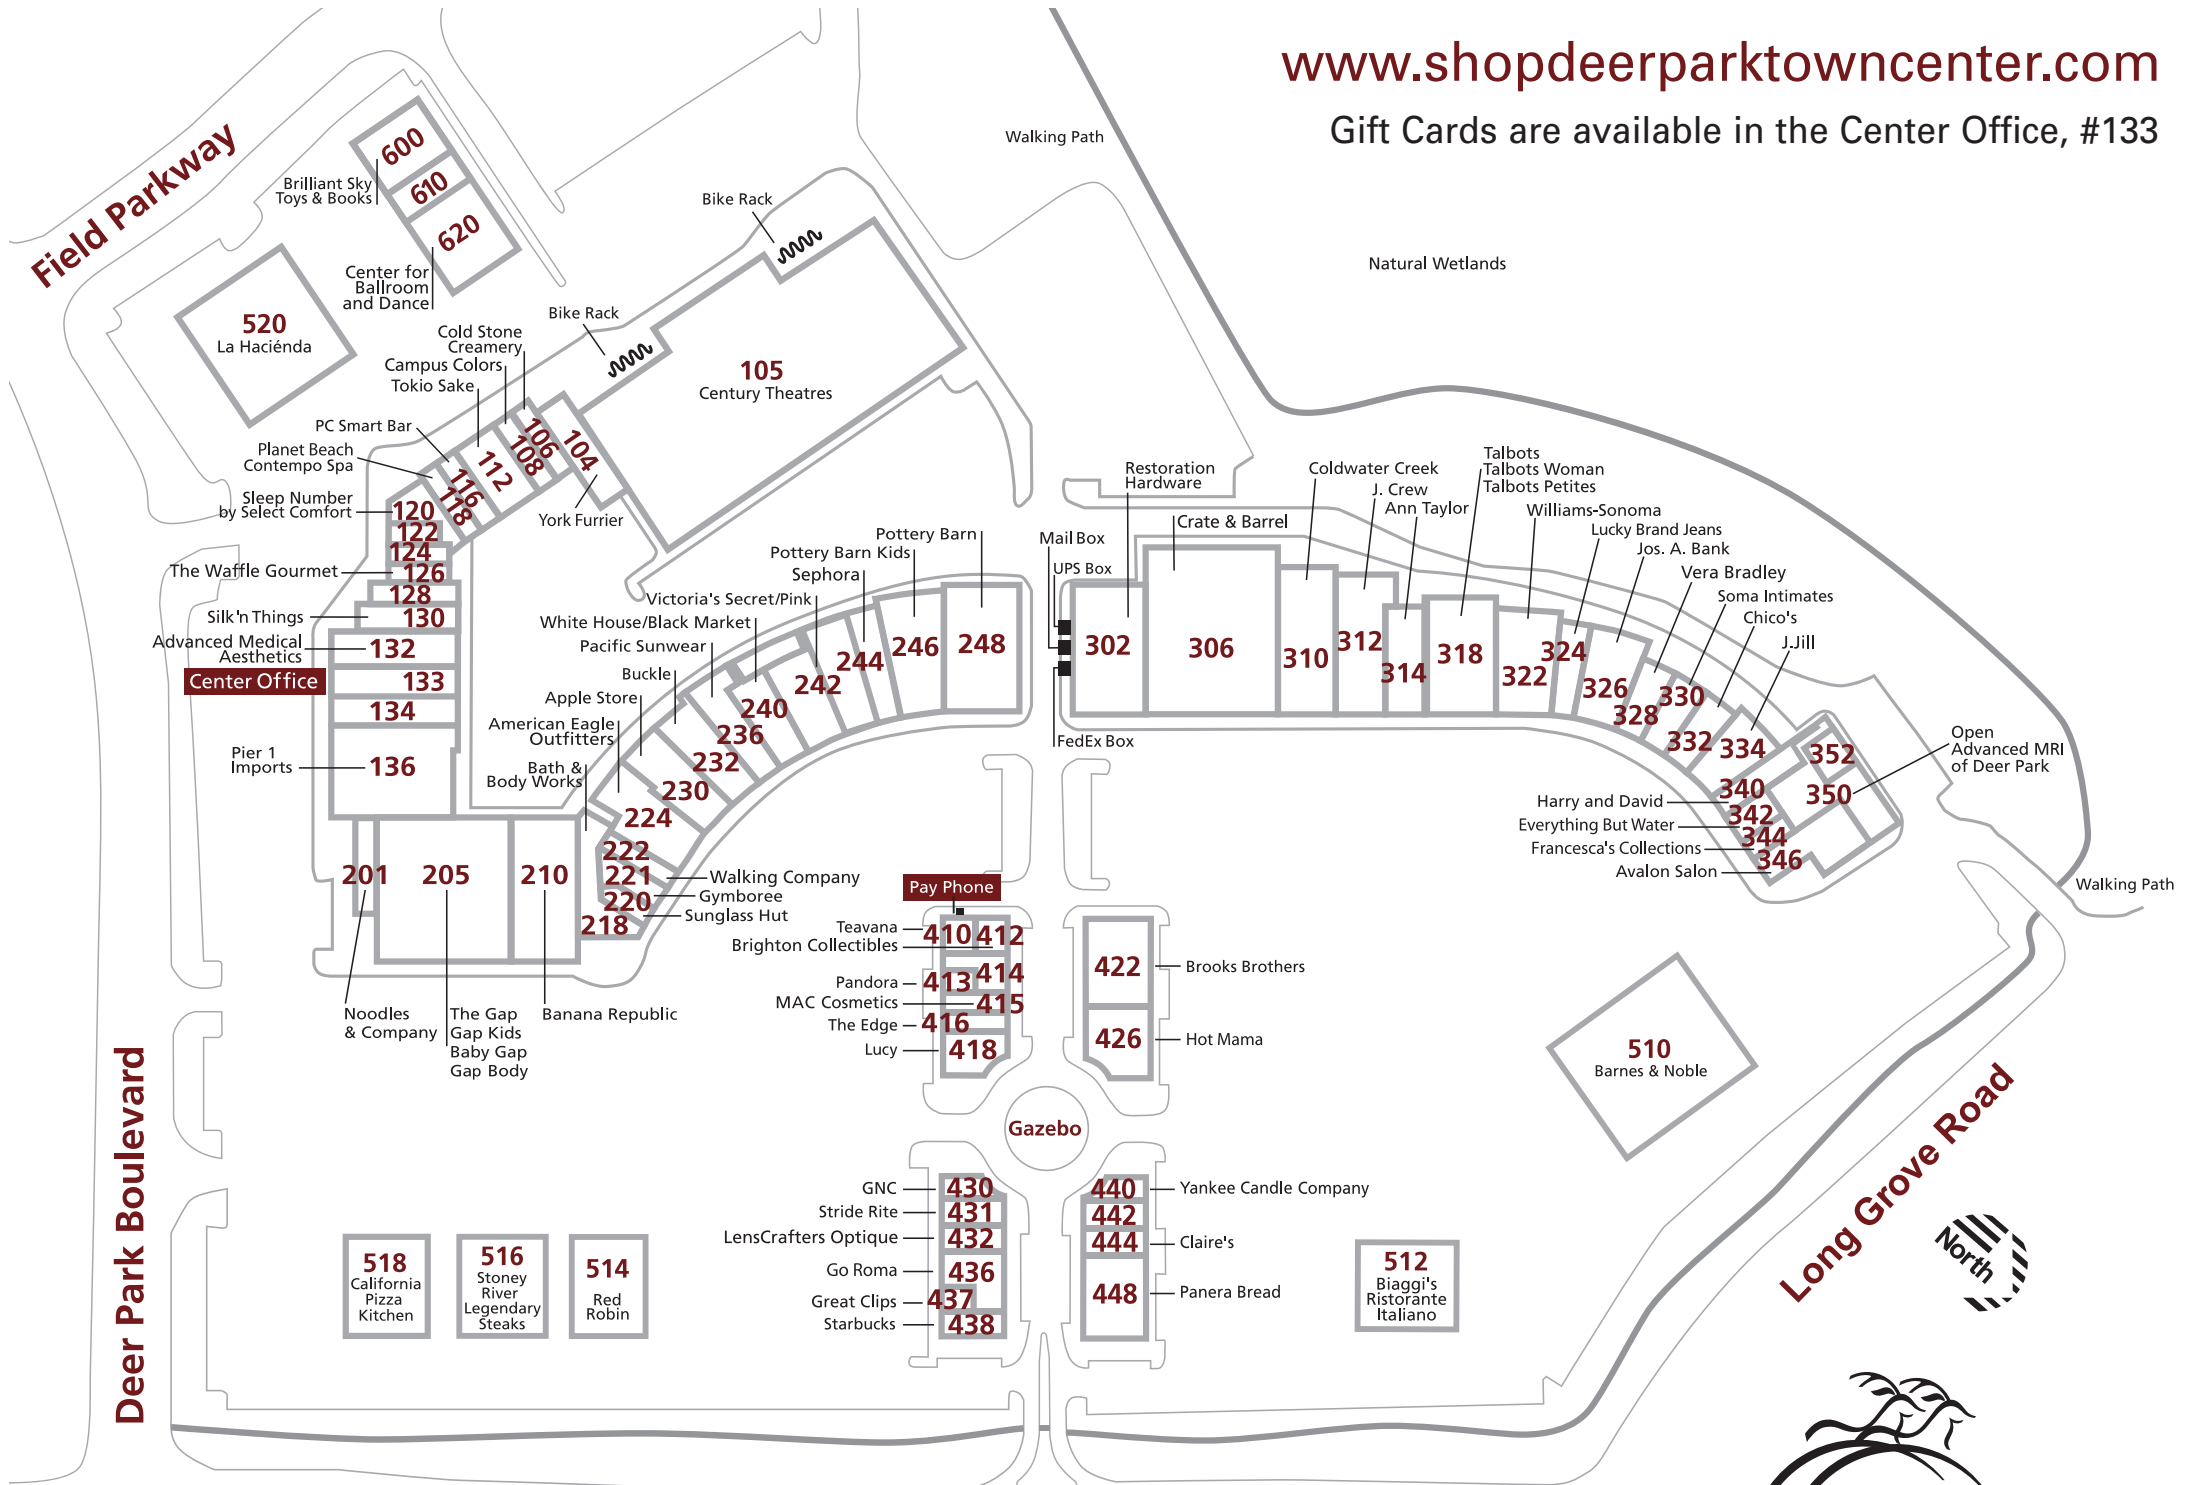 www.shopdeerparktowncenter.com
Gift Cards are available in the Center Office, #133
Walking Path
Natural Wetlands
Field Parkway
600
610
620
Brilliant Sky
Toys & Books
Center for
Ballroom
and Dance
520
La Haciénda
Bike Rack
Bike Rack
105
Century Theatres
Cold Stone
Creamery
Campus Colors
Tokio Sake
PC Smart Bar
Planet Beach
Contempo Spa
Sleep Number
by Select Comfort
York Furrier
104
106
108
112
116
118
120
122
124
The Waffle Gourmet
126
128
Silk'n Things
130
Advanced Medical
Aesthetics
132
Center Office
133
134
Pier 1
Imports
136
201
205
210
Noodles
& Company
The Gap
Gap Kids
Baby Gap
Gap Body
Banana Republic
Pottery Barn
Pottery Barn Kids
Sephora
Victoria's Secret/Pink
White House/Black Market
Pacific Sunwear
Buckle
Apple Store
American Eagle
Outfitters
Bath &
Body Works
248
246
244
242
240
236
232
230
224
222
221
220
218
Walking Company
Gymboree
Sunglass Hut
Mail Box
UPS Box
FedEx Box
Restoration
Hardware
Crate & Barrel
Coldwater Creek
J. Crew
Ann Taylor
Talbots
Talbots Woman
Talbots Petites
Williams-Sonoma
Lucky Brand Jeans
Jos. A. Bank
Vera Bradley
Soma Intimates
Chico's
J.Jill
302
306
310
312
314
318
322
324
326
328
330
332
334
340
342
344
346
350
352
Open
Advanced MRI
of Deer Park
Harry and David
Everything But Water
Francesca's Collections
Avalon Salon
Walking Path
Pay Phone
Teavana
410
412
Brighton Collectibles
414
Pandora
413
MAC Cosmetics
415
The Edge
416
Lucy
418
422
Brooks Brothers
426
Hot Mama
Gazebo
510
Barnes & Noble
Deer Park Boulevard
Long Grove Road
North
GNC
430
Stride Rite
431
LensCrafters Optique
432
Go Roma
436
Great Clips
437
Starbucks
438
440
Yankee Candle Company
442
444
Claire's
448
Panera Bread
518
California
Pizza
Kitchen
516
Stoney
River
Legendary
Steaks
514
Red
Robin
512
Biaggi's
Ristorante
Italiano